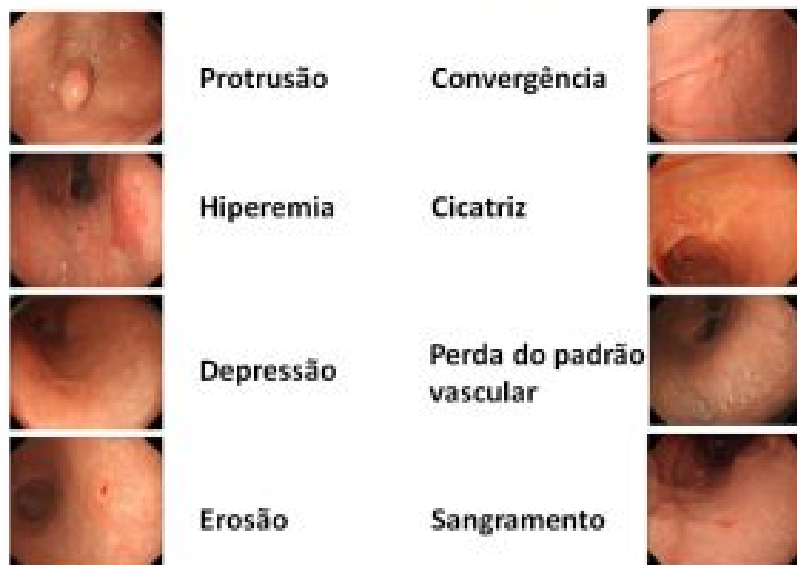 Protrusão
Convergência
Hiperemia
Cicatriz
Depressão
Perda do padrão
vascular
Erosão
Sangramento